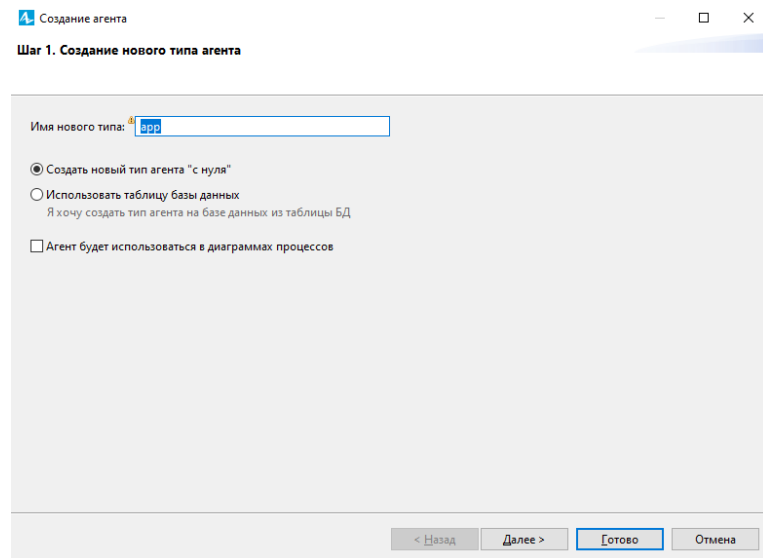 Создание агента
Шаг 1. Создание нового типа агента
Имя нового типа: app
Создать новый тип агента "с нуля"
Использовать таблицу базы данных
Я хочу создать тип агента на базе данных из таблицы БД
Агент будет использоваться в диаграммах процессов
< Назад Далее > Готово Отмена